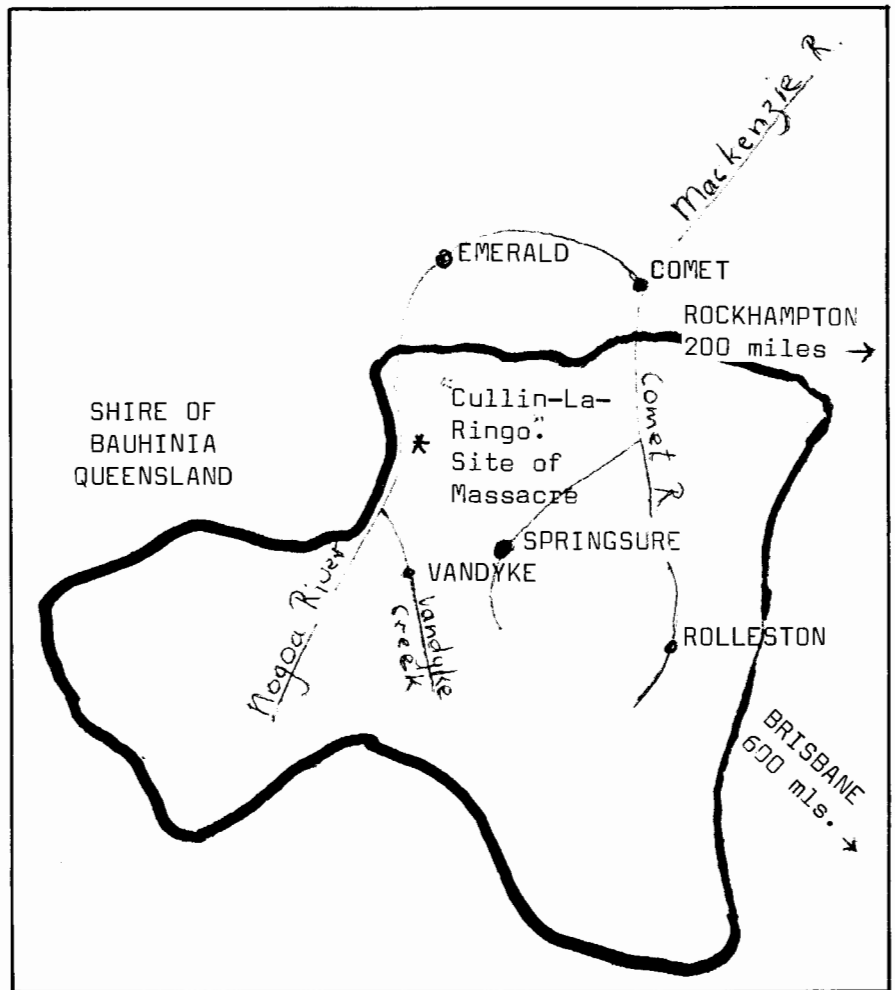 Mackenzie R.
EMERALD
COMET
ROCKHAMPTON
200 miles →
SHIRE OF
BAUHINIA
QUEENSLAND
"Cullin-La-
Ringo".
Site of
Massacre
Comet R
SPRINGSURE
VANDYKE
Nogoa River
Vandyke
Creek
ROLLESTON
BRISBANE
600 mls.